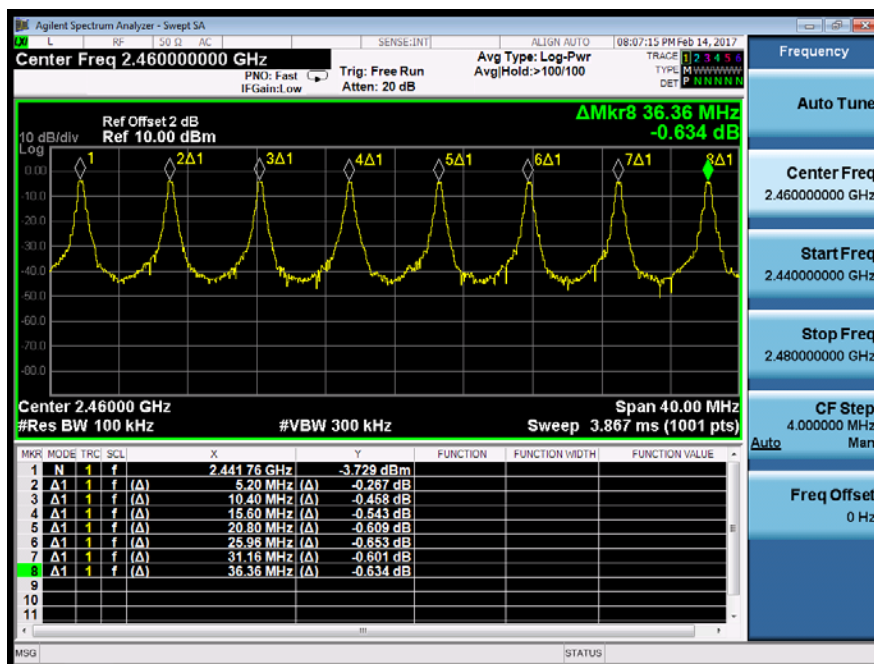 Agilent Spectrum Analyzer - Swept SA
L RF 50 Ω AC SENSE:INT ALIGN AUTO 08:07:15 PM Feb 14, 2017
Center Freq 2.460000000 GHz
PNO: Fast
IFGain:Low
Trig: Free Run
Atten: 20 dB
Avg Type: Log-Pwr
Avg|Hold:>100/100
TRACE 1 2 3 4 5 6
TYPE M W W W W W
DET P N N N N N
ΔMkr8 36.36 MHz
-0.634 dB
Ref Offset 2 dB
10 dB/div Ref 10.00 dBm
Log
1 2Δ1 3Δ1 4Δ1 5Δ1 6Δ1 7Δ1 8Δ1
0.00
-10.0
-20.0
-30.0
-40.0
-50.0
-60.0
-70.0
-80.0
Center 2.46000 GHz Span 40.00 MHz
#Res BW 100 kHz #VBW 300 kHz Sweep 3.867 ms (1001 pts)
MKR MODE TRC SCL X Y FUNCTION FUNCTION WIDTH FUNCTION VALUE
1 N 1 f 2.441 76 GHz -3.729 dBm
2 Δ1 1 f (Δ) 5.20 MHz (Δ) -0.267 dB
3 Δ1 1 f (Δ) 10.40 MHz (Δ) -0.458 dB
4 Δ1 1 f (Δ) 15.60 MHz (Δ) -0.543 dB
5 Δ1 1 f (Δ) 20.80 MHz (Δ) -0.609 dB
6 Δ1 1 f (Δ) 25.96 MHz (Δ) -0.653 dB
7 Δ1 1 f (Δ) 31.16 MHz (Δ) -0.601 dB
8 Δ1 1 f (Δ) 36.36 MHz (Δ) -0.634 dB
9
10
11
MSG STATUS
Frequency
Auto Tune
Center Freq
2.460000000 GHz
Start Freq
2.440000000 GHz
Stop Freq
2.480000000 GHz
CF Step
4.000000 MHz
Auto Man
Freq Offset
0 Hz